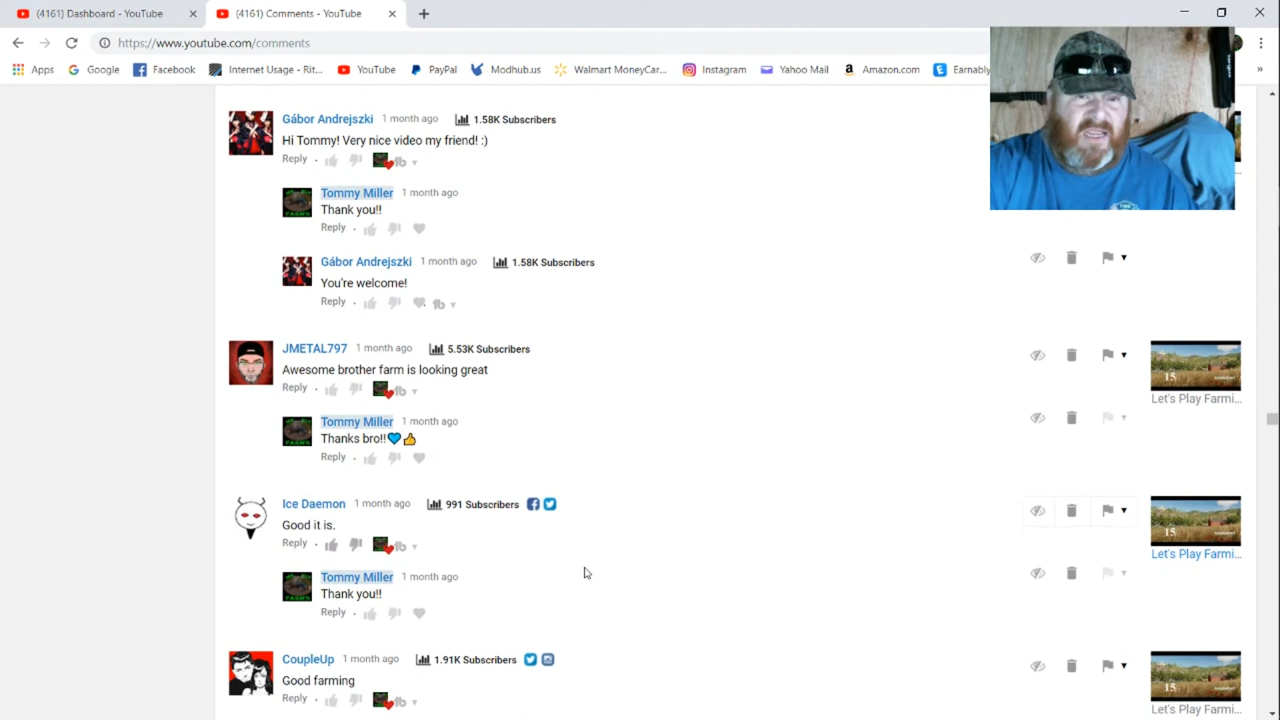 (4161) Dashboard - YouTube
(4161) Comments - YouTube
https://www.youtube.com/comments
Apps
Google
Facebook
Internet Usage - Rit...
YouTube
PayPal
Modhub.us
Walmart MoneyCar...
Instagram
Yahoo Mail
Amazon.com
Earnably
Gábor Andrejszki 1 month ago 1.58K Subscribers
Hi Tommy! Very nice video my friend! :)
Reply
Tommy Miller 1 month ago
Thank you!!
Reply
Gábor Andrejszki 1 month ago 1.58K Subscribers
You're welcome!
Reply
JMETAL797 1 month ago 5.53K Subscribers
Awesome brother farm is looking great
Reply
15
Let's Play Farmi...
Tommy Miller 1 month ago
Thanks bro!!💙👍
Reply
Ice Daemon 1 month ago 991 Subscribers
Good it is.
Reply
15
Let's Play Farmi...
Tommy Miller 1 month ago
Thank you!!
Reply
CoupleUp 1 month ago 1.91K Subscribers
Good farming
Reply
15
Let's Play Farmi...